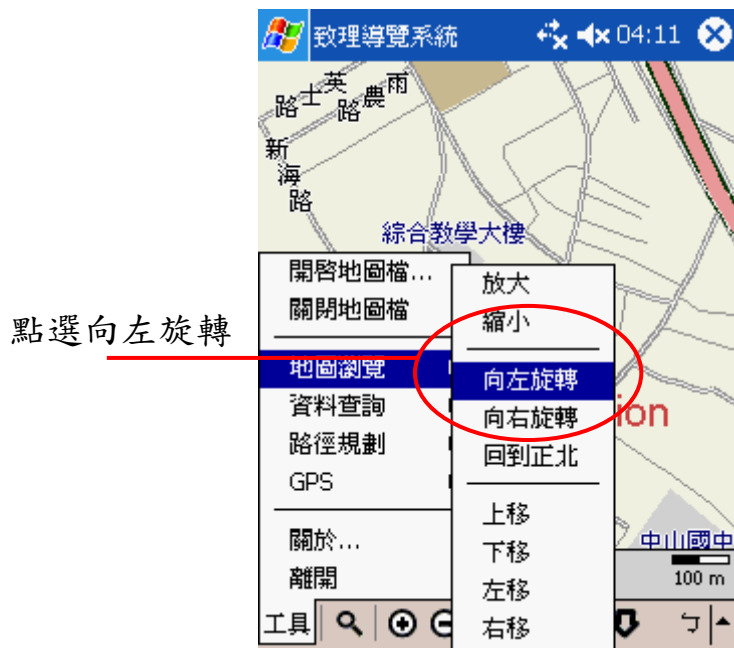 致理導覽系統
04:11
英士路
雨農路
新海路
綜合教學大樓
開啓地圖檔...
關閉地圖檔
地圖瀏覽
資料查詢
路徑規劃
GPS
關於...
離開
放大
縮小
向左旋轉
向右旋轉
回到正北
上移
下移
左移
右移
點選向左旋轉
ion
中山國中
100 m
工具
ㄅ